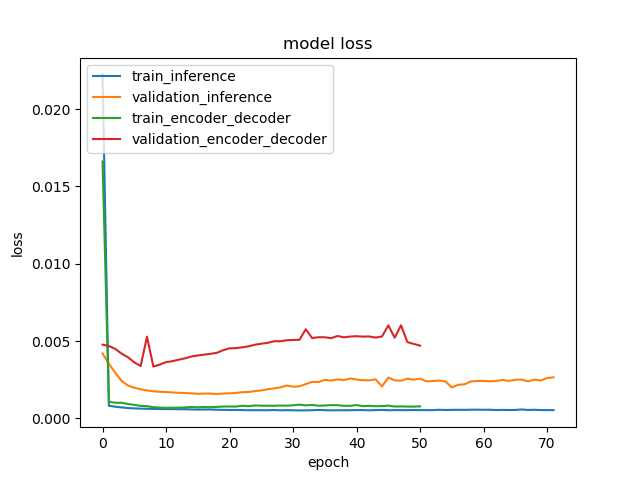 model loss
train_inference
validation_inference
train_encoder_decoder
validation_encoder_decoder
0.020
0.015
0.010
0.005
0.000
loss
0 10 20 30 40 50 60 70
epoch